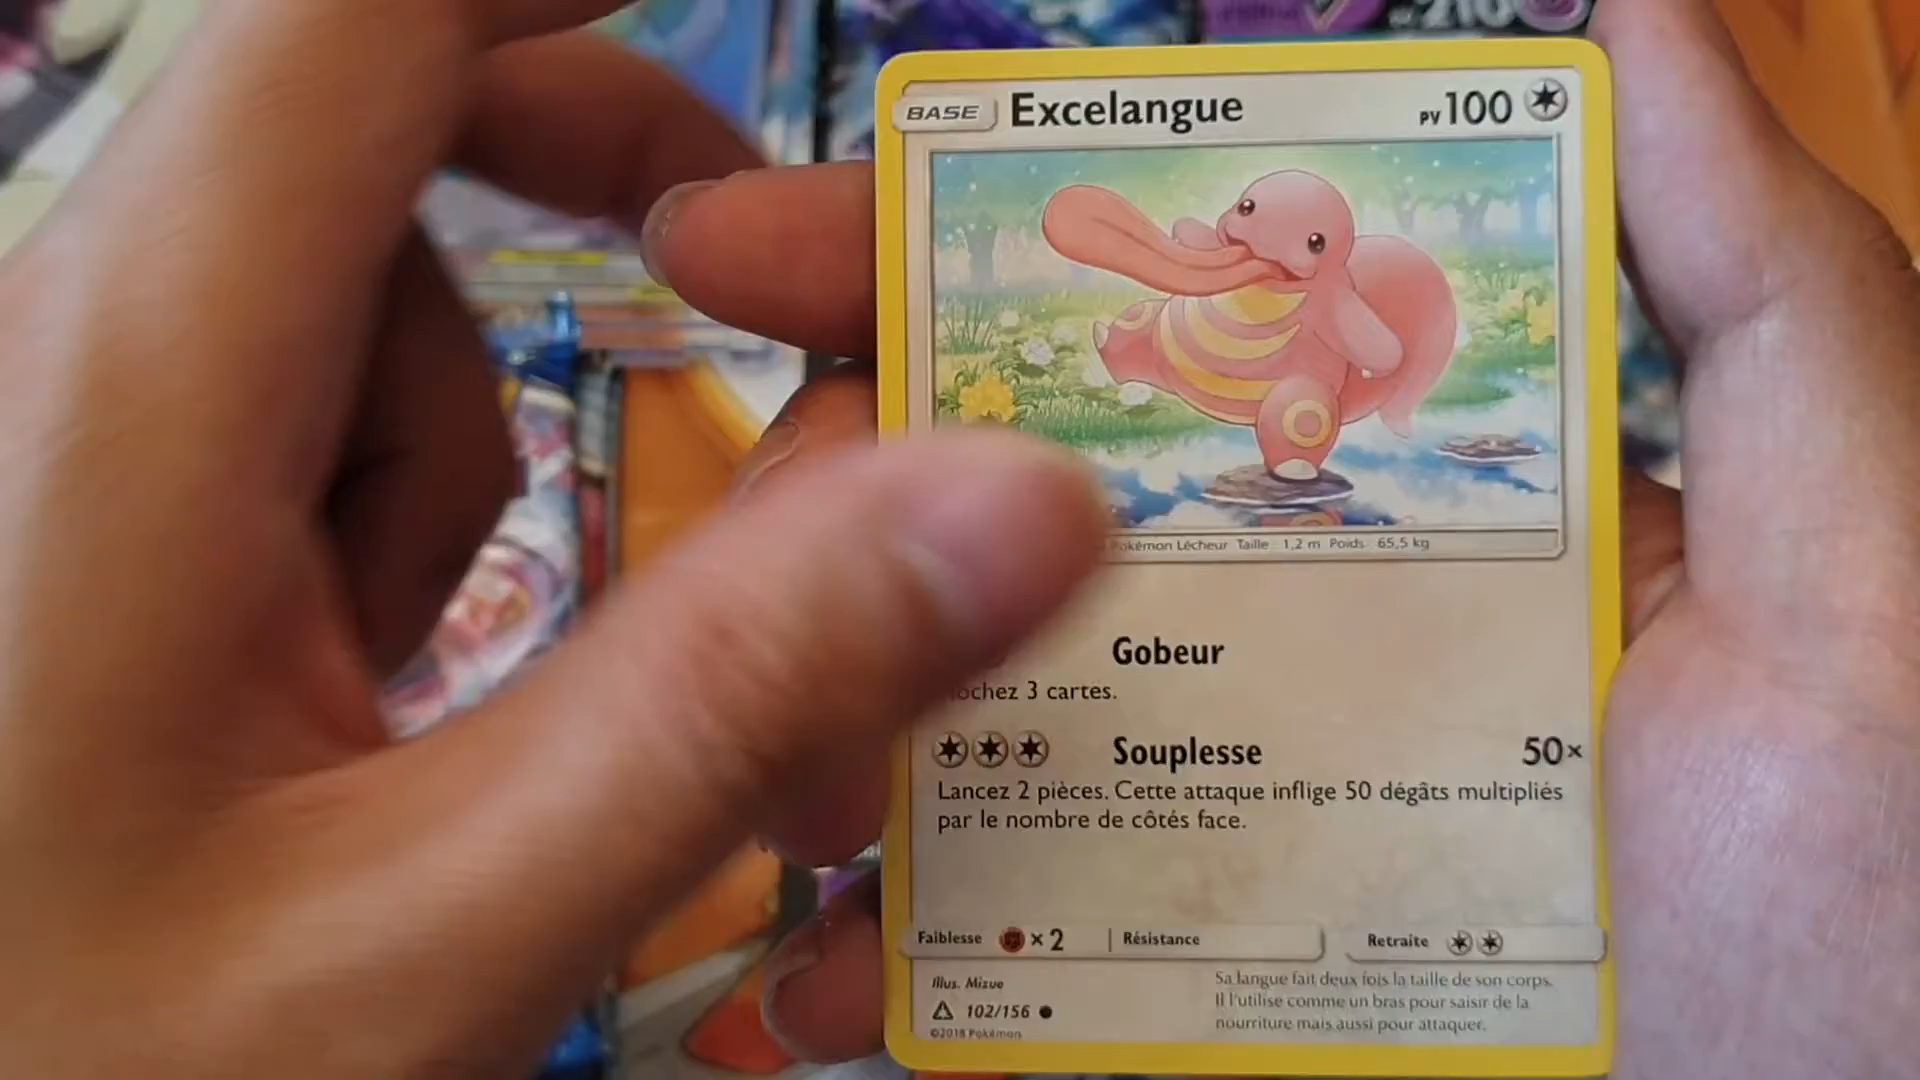 BASE Excelangue PV 100
Pokémon Lécheur Taille : 1,2 m Poids : 65,5 kg
Gobeur
3 cartes.
Souplesse 50×
Lancez 2 pièces. Cette attaque inflige 50 dégâts multipliés
par le nombre de côtés face.
Faiblesse ×2 Résistance Retraite
Illus. Mizue
102/156
©2018 Pokémon
Sa langue fait deux fois la taille de son corps.
Il l'utilise comme un bras pour saisir de la
nourriture mais aussi pour attaquer.
210